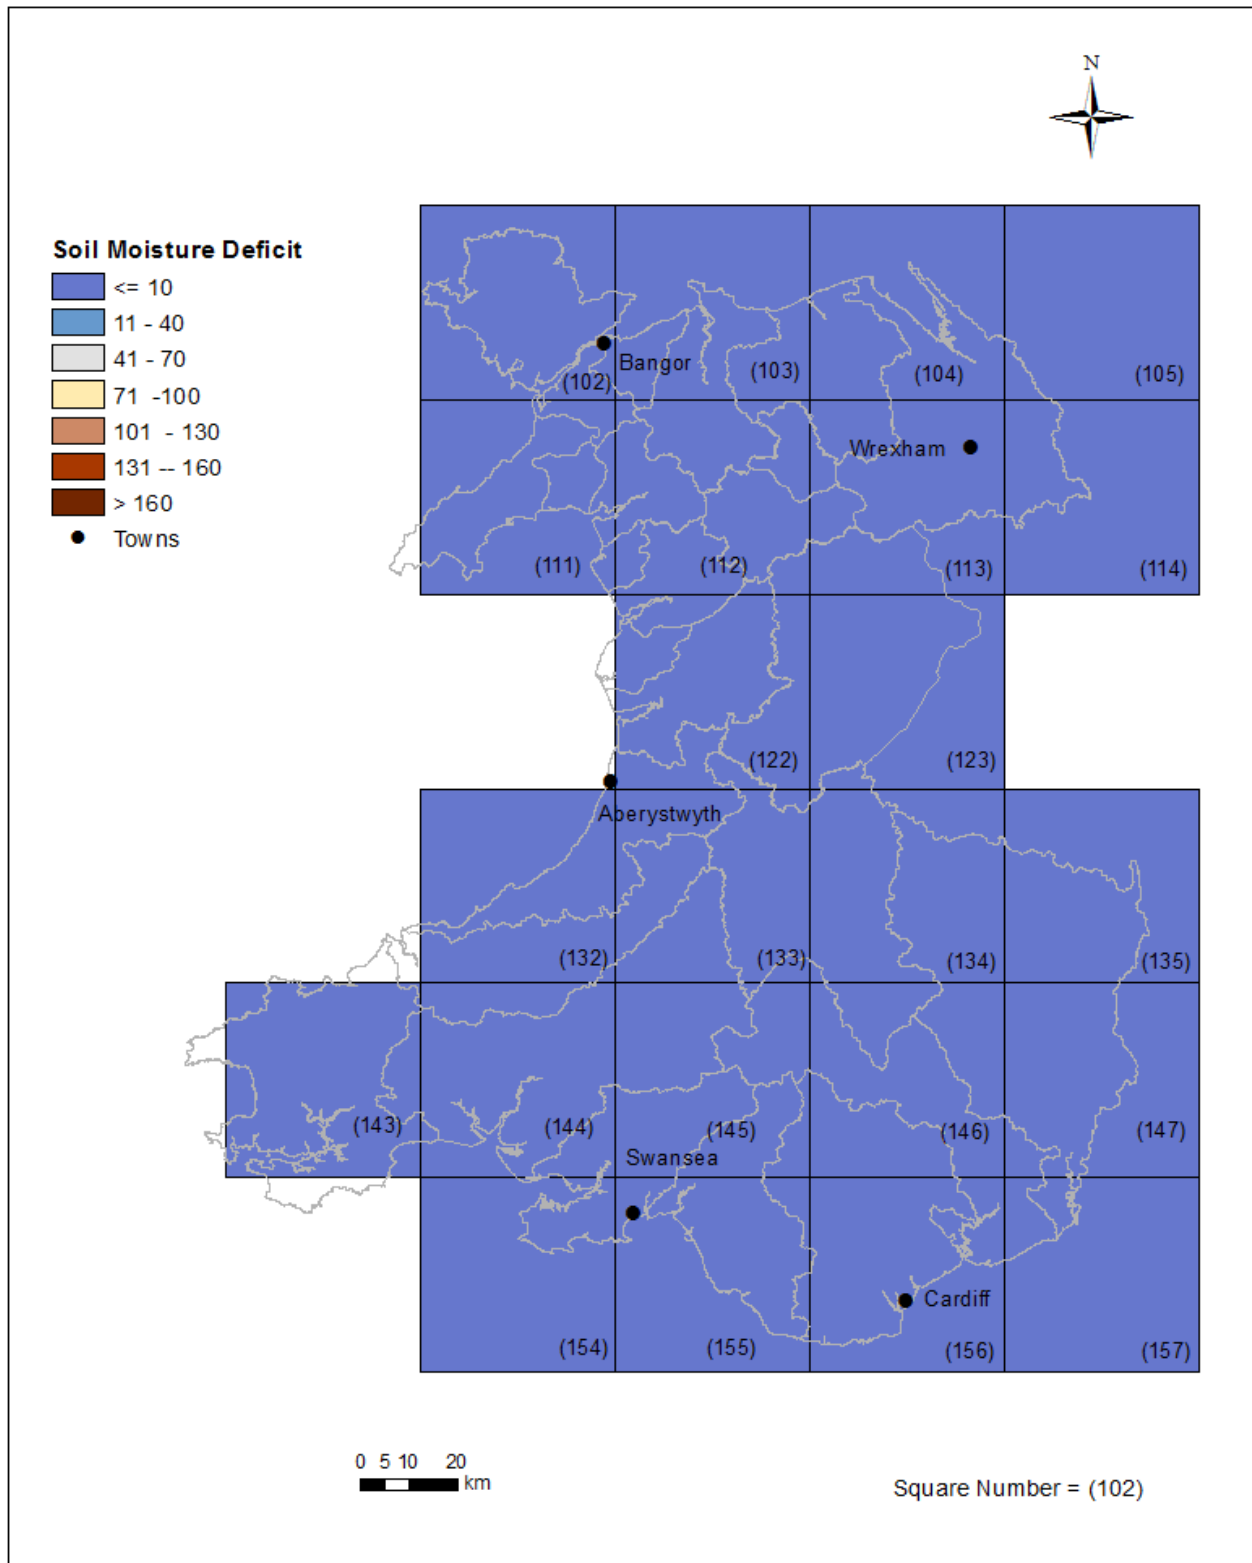 N
Soil Moisture Deficit
<= 10
11 - 40
41 - 70
71 -100
101 - 130
131 -- 160
> 160
Towns
Bangor
(102)
(103)
(104)
(105)
Wrexham
(111)
(112)
(113)
(114)
(122)
(123)
Aberystwyth
(132)
(133)
(134)
(135)
(143)
(144)
(145)
(146)
(147)
Swansea
Cardiff
(154)
(155)
(156)
(157)
0 5 10 20
km
Square Number = (102)